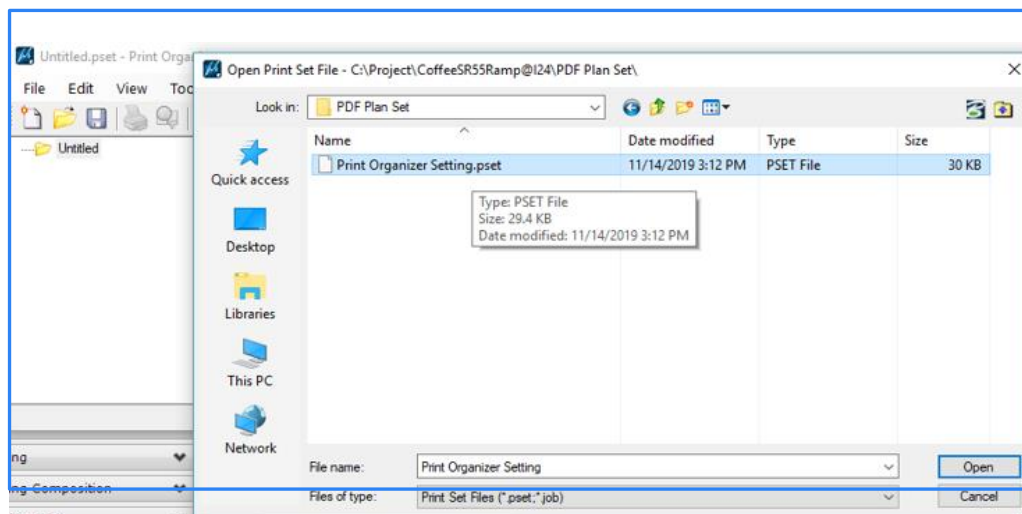 Untitled.pset - Print Orga
Open Print Set File - C:\Project\CoffeeSR55Ramp@I24\PDF Plan Set\
File Edit View Too
Look in: PDF Plan Set
Untitled
Name Date modified Type Size
Print Organizer Setting.pset 11/14/2019 3:12 PM PSET File 30 KB
Quick access
Type: PSET File
Size: 29.4 KB
Date modified: 11/14/2019 3:12 PM
Desktop
Libraries
This PC
Network
ng
File name: Print Organizer Setting Open
ng Composition
Files of type: Print Set Files (*.pset;*.job) Cancel